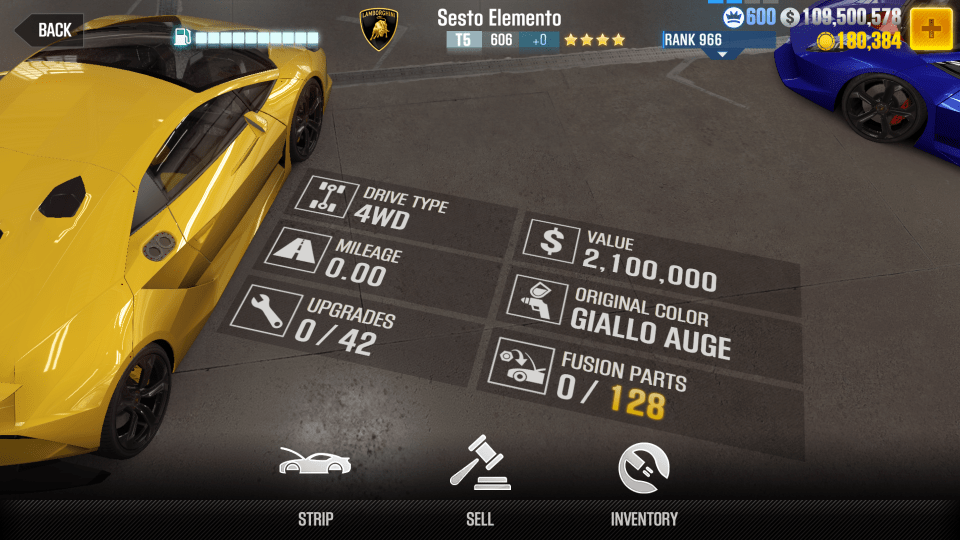 BACK
LAMBORGHINI
Sesto Elemento
T5 606 +0
RANK 966
600
$ 109,500,578
180,384
DRIVE TYPE
4WD
MILEAGE
0.00
UPGRADES
0/42
$
VALUE
2,100,000
ORIGINAL COLOR
GIALLO AUGE
FUSION PARTS
0/ 128
STRIP
SELL
INVENTORY